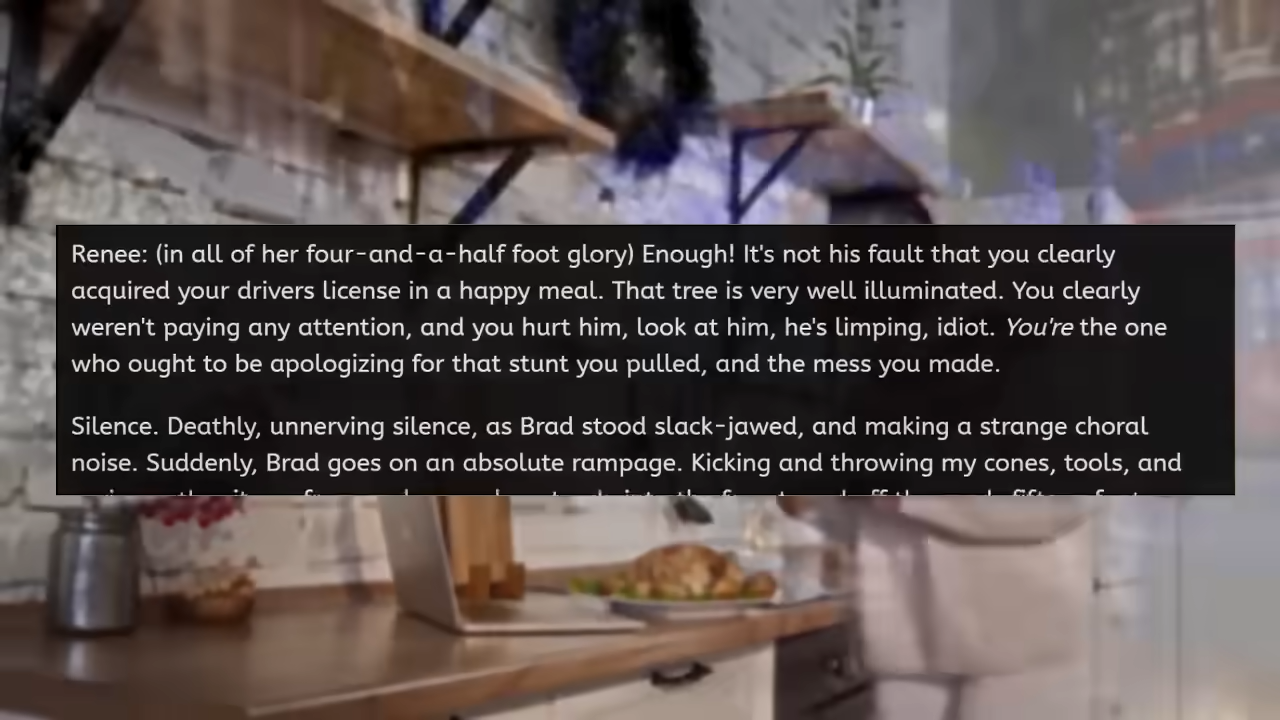 Renee: (in all of her four-and-a-half foot glory) Enough! It's not his fault that you clearly
acquired your drivers license in a happy meal. That tree is very well illuminated. You clearly
weren't paying any attention, and you hurt him, look at him, he's limping, idiot. You're the one
who ought to be apologizing for that stunt you pulled, and the mess you made.
Silence. Deathly, unnerving silence, as Brad stood slack-jawed, and making a strange choral
noise. Suddenly, Brad goes on an absolute rampage. Kicking and throwing my cones, tools, and